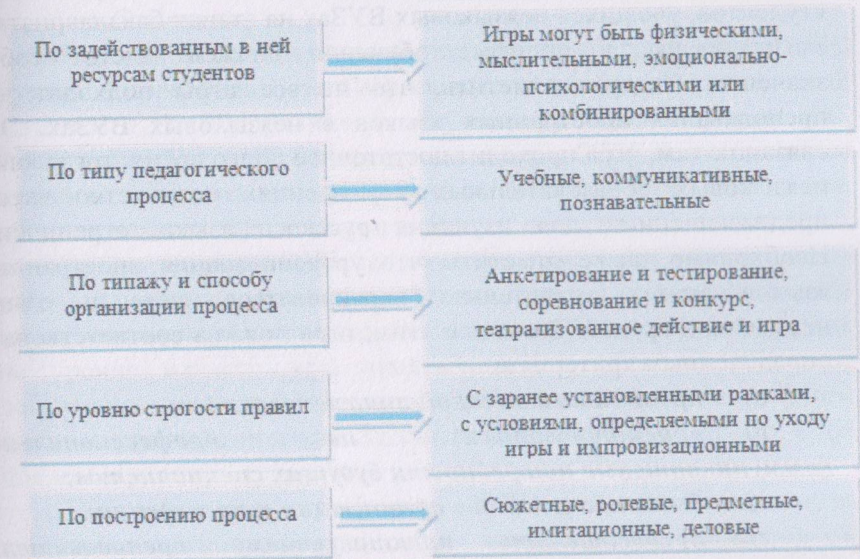 По задействованным в ней
ресурсам студентов
Игры могут быть физическими,
мыслительными, эмоционально-
психологическими или
комбинированными
По типу педагогического
процесса
Учебные, коммуникативные,
познавательные
По типажу и способу
организации процесса
Анкетирование и тестирование,
соревнование и конкурс,
театрализованное действие и игра
По уровню строгости правил
С заранее установленными рамками,
с условиями, определяемыми по уходу
игры и импровизационными
По построению процесса
Сюжетные, ролевые, предметные,
имитационные, деловые